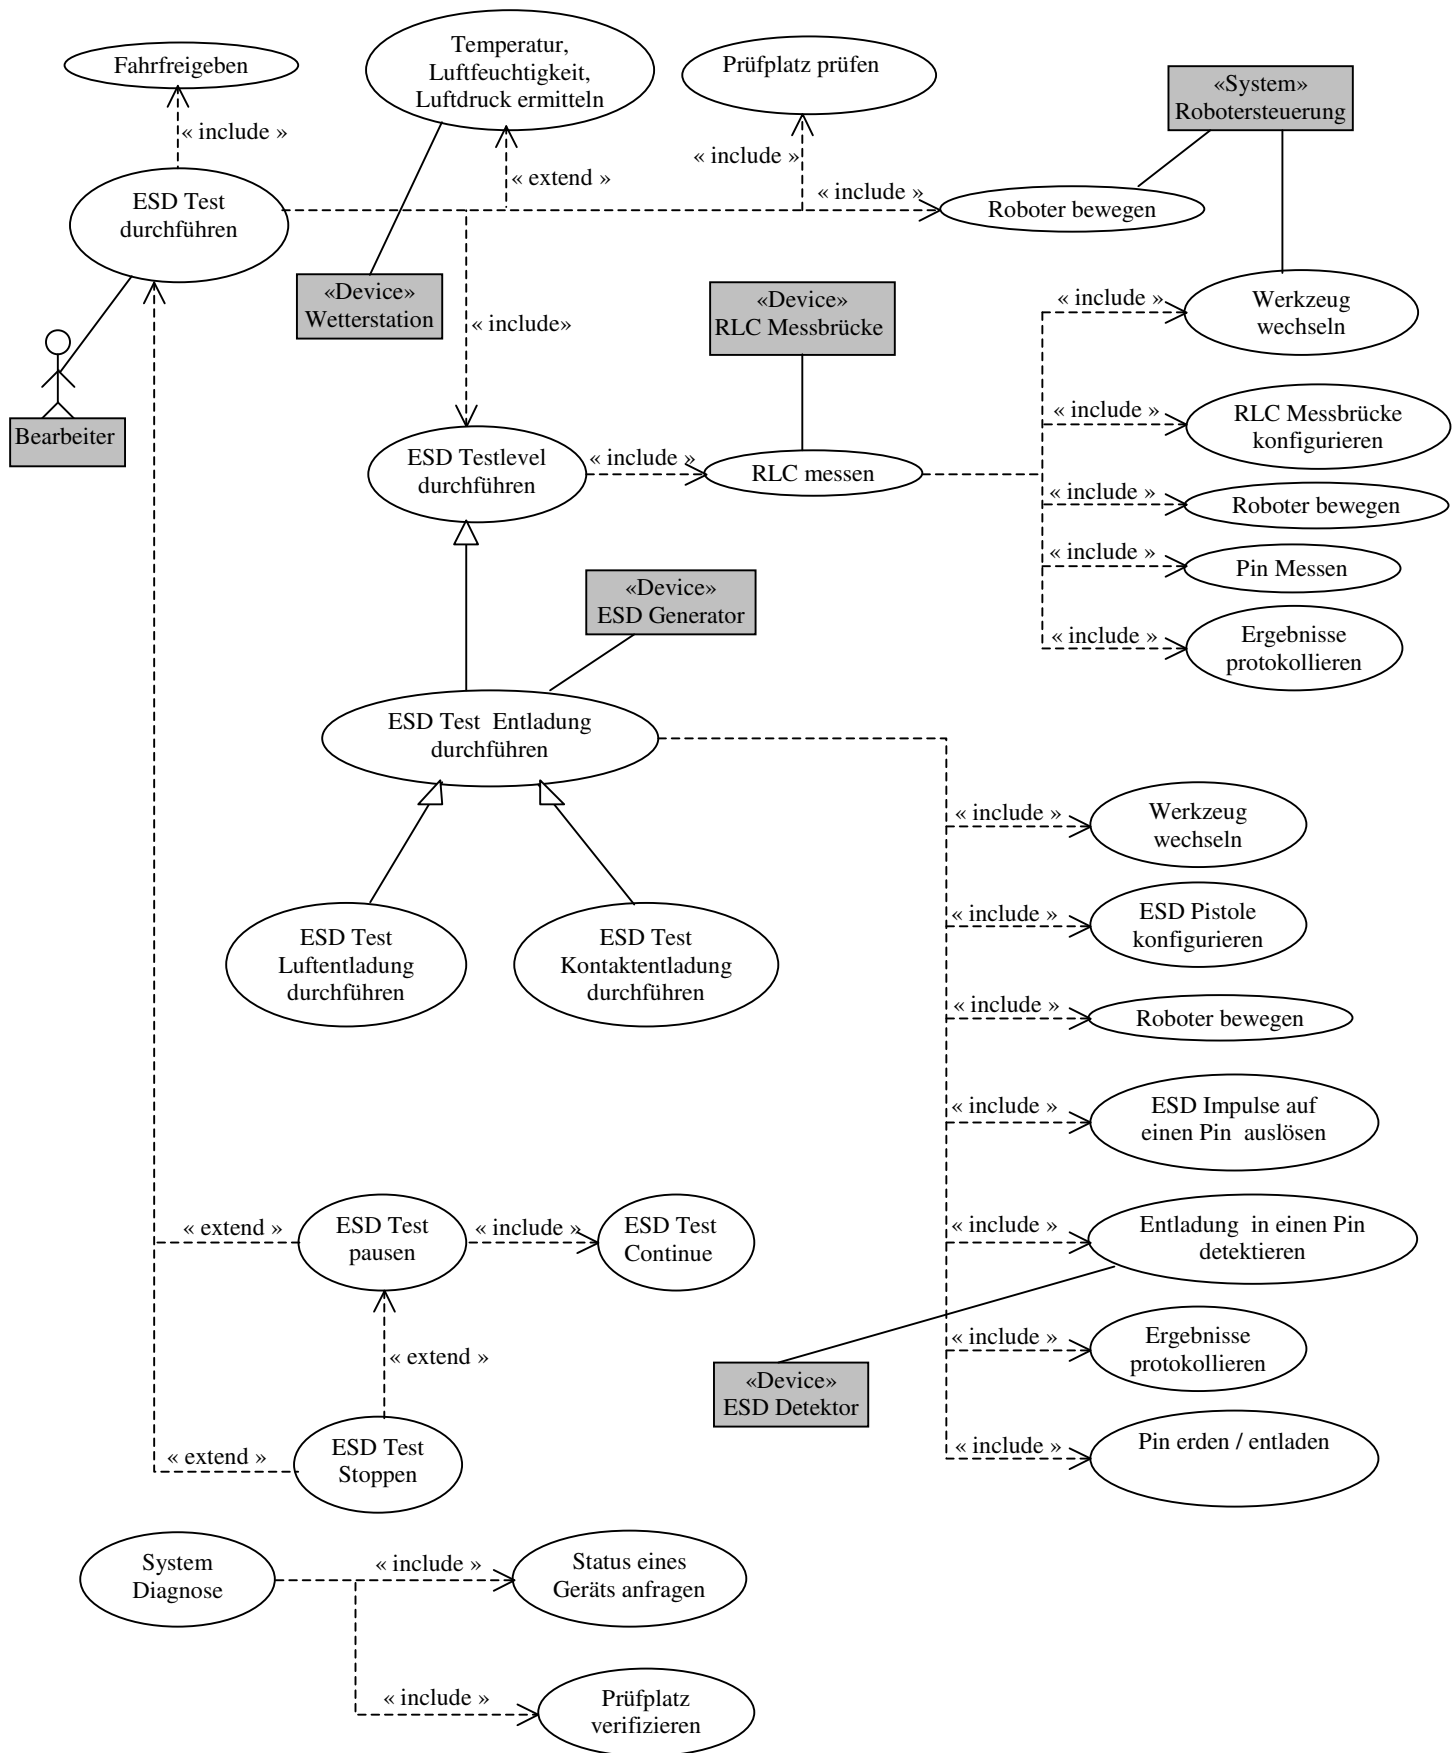 Fahrfreigeben
Temperatur,
Luftfeuchtigkeit,
Luftdruck ermitteln
Prüfplatz prüfen
«System»
Robotersteuerung
« include »
« extend »
« include »
« include »
ESD Test
durchführen
Roboter bewegen
«Device»
Wetterstation
« include»
«Device»
RLC Messbrücke
« include »
Werkzeug
wechseln
Bearbeiter
« include »
RLC Messbrücke
konfigurieren
ESD Testlevel
durchführen
« include »
RLC messen
« include »
Roboter bewegen
« include »
Pin Messen
«Device»
ESD Generator
« include »
Ergebnisse
protokollieren
ESD Test  Entladung
durchführen
« include »
Werkzeug
wechseln
« include »
ESD Pistole
konfigurieren
ESD Test
Luftentladung
durchführen
ESD Test
Kontaktentladung
durchführen
« include »
Roboter bewegen
« include »
ESD Impulse auf
einen Pin  auslösen
« extend »
ESD Test
pausen
« include »
ESD Test
Continue
« include »
Entladung  in einen Pin
detektieren
« extend »
« include »
Ergebnisse
protokollieren
«Device»
ESD Detektor
« extend »
ESD Test
Stoppen
« include »
Pin erden / entladen
System
Diagnose
« include »
Status eines
Geräts anfragen
« include »
Prüfplatz
verifizieren